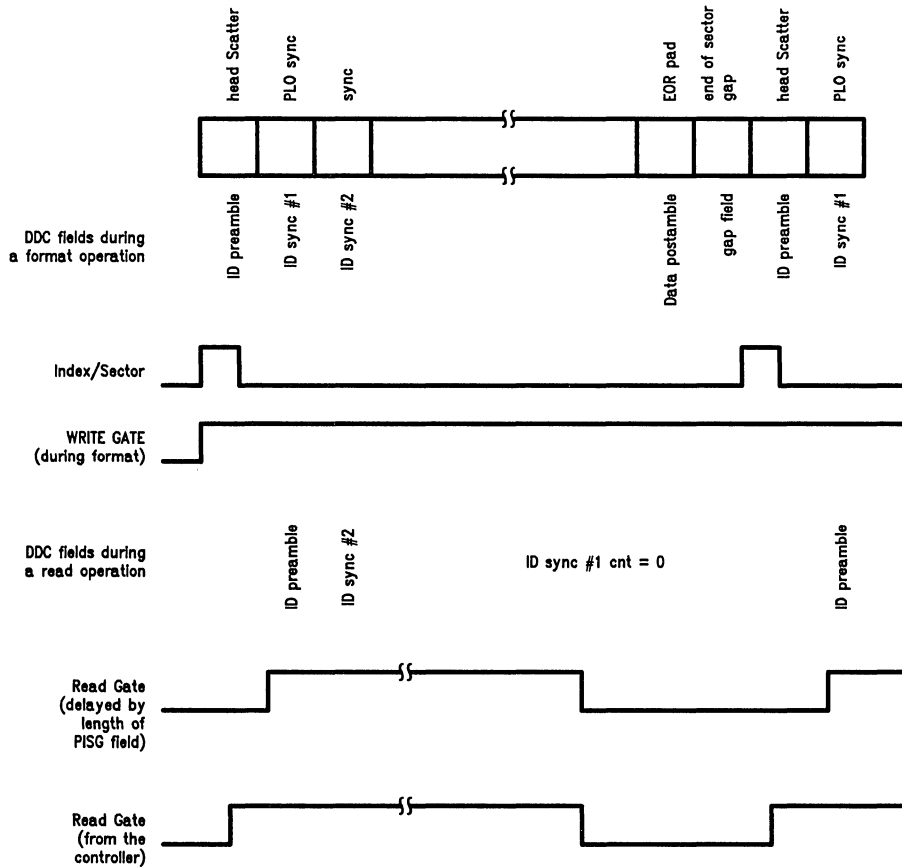 head Scatter
PLO sync
sync
EOR pad
end of sector
gap
head Scatter
PLO sync
DDC fields during
a format operation
ID preamble
ID sync #1
ID sync #2
Data postamble
gap field
ID preamble
ID sync #1
Index/Sector
WRITE GATE
(during format)
DDC fields during
a read operation
ID preamble
ID sync #2
ID sync #1 cnt = 0
ID preamble
Read Gate
(delayed by
length of
PISG field)
Read Gate
(from the
controller)